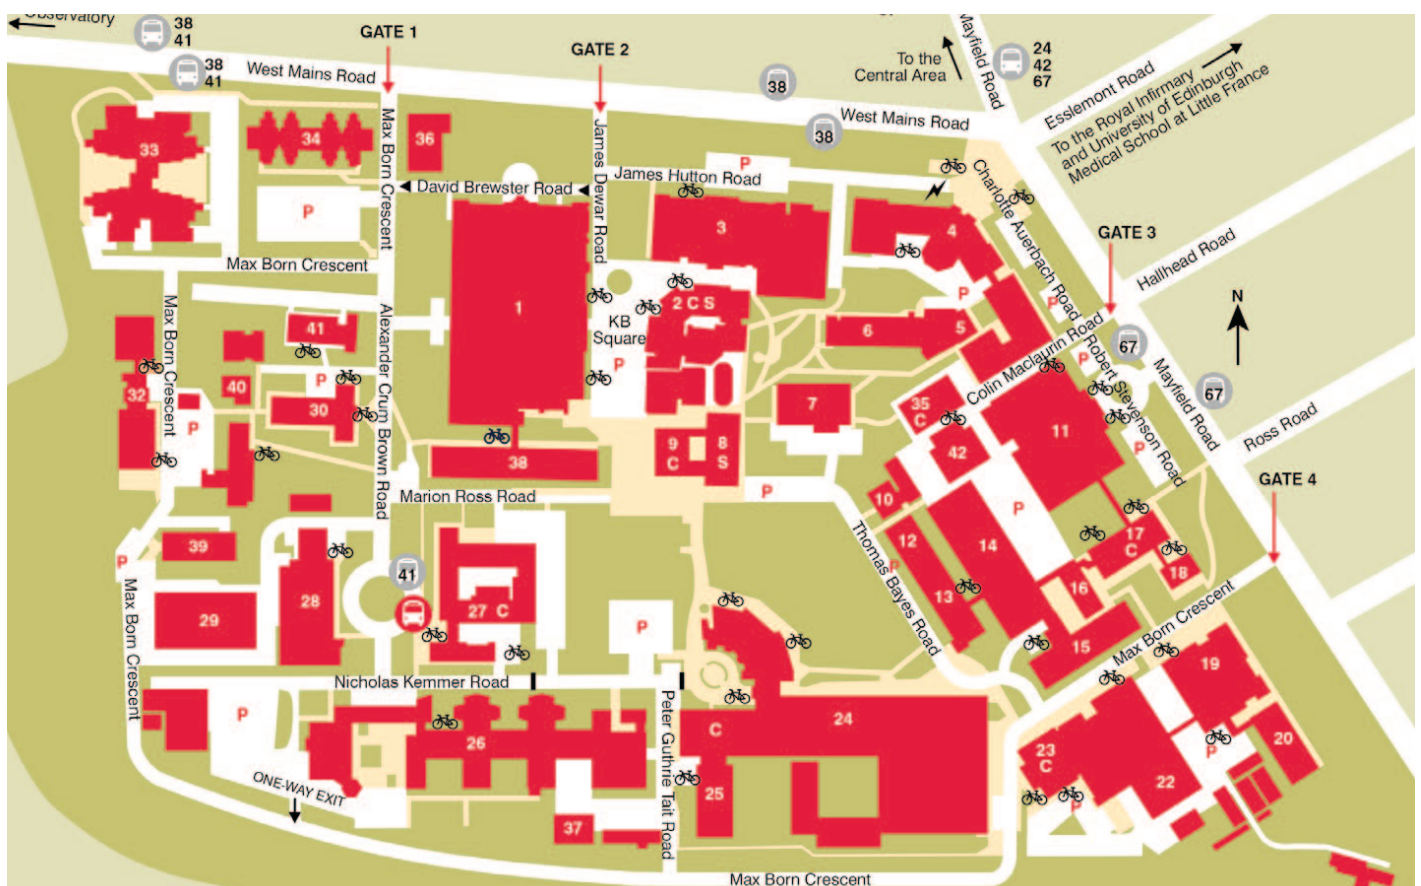 Observatory
38
41
38
41
GATE 1
GATE 2
West Mains Road
38
38
To the
Central Area
Mayfield Road
24
42
67
West Mains Road
Esslemont Road
To the Royal Infirmary
and University of Edinburgh
Medical School at Little France
33
34
36
Max Born Crescent
James Dewar Road
P
James Hutton Road
David Brewster Road
P
3
4
Charlotte Auerbach Road
GATE 3
Hallhead Road
Max Born Crescent
P
P
N
Max Born Crescent
41
Alexander Crum Brown Road
1
2 C S
KB
Square
P
6
5
Colin Maclaurin Road
P
Robert Stevenson Road
67
Mayfield Road
67
32
40
P
30
P
7
35
C
11
Ross Road
P
42
9
C
8
S
38
Marion Ross Road
P
10
P
GATE 4
39
P
12
P
14
17
C
18
Thomas Bayes Road
41
29
28
27 C
13
16
P
15
Max Born Crescent
Max Born Crescent
19
Nicholas Kemmer Road
P
26
Peter Guthrie Tait Road
C
24
23
C
P
20
22
ONE-WAY EXIT
25
P
37
Max Born Crescent